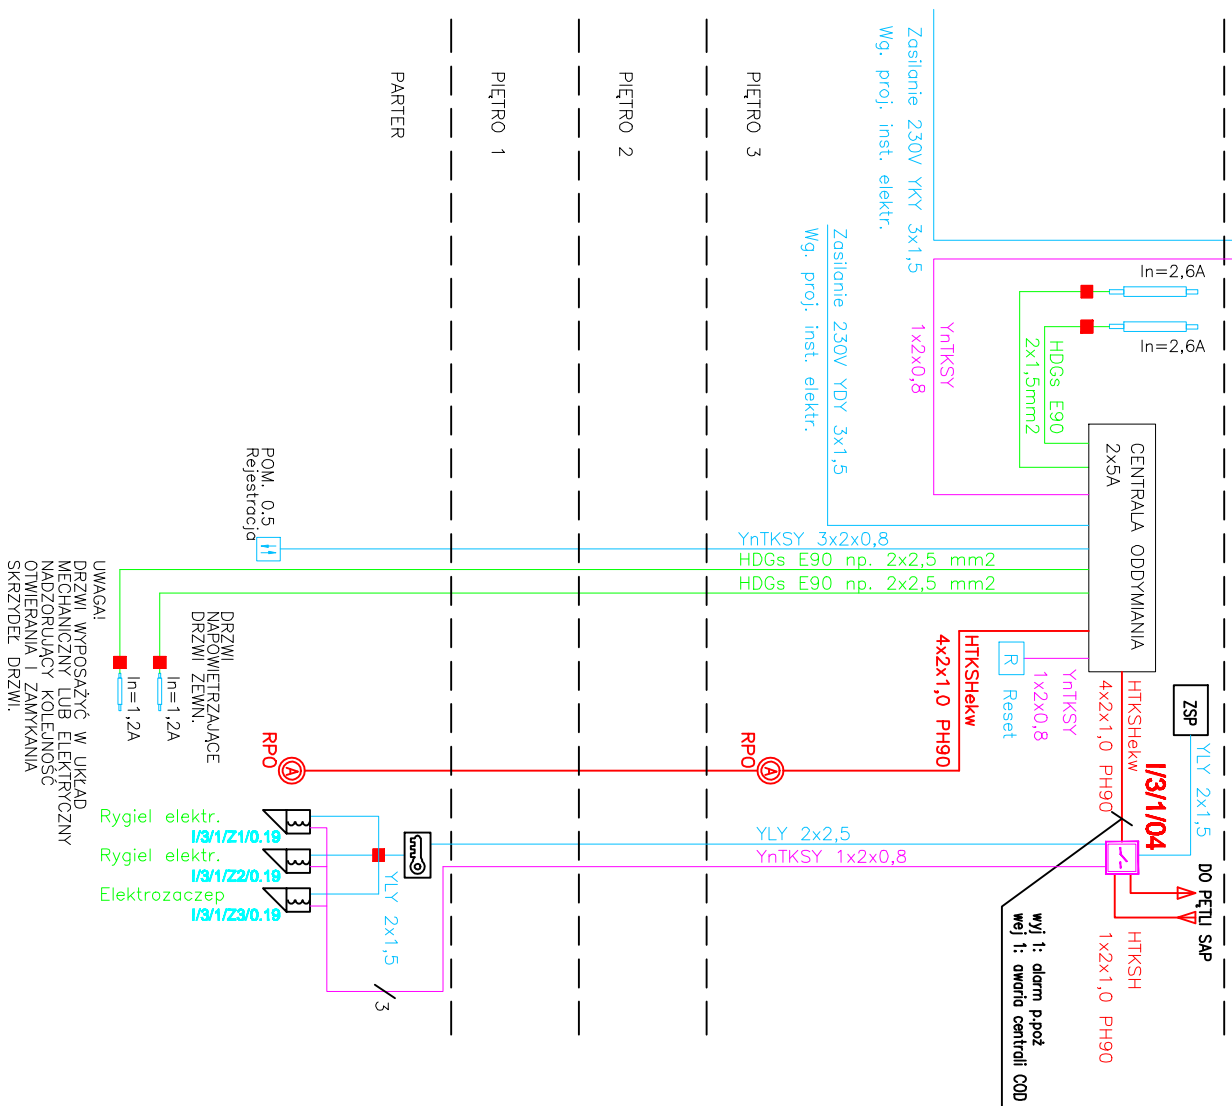 Zasilanie 230V YKY 3x1,5
Wg. proj. inst. elektr.
PIĘTRO 3
PIĘTRO 2
PIĘTRO 1
PARTER
Zasilanie 230V YDY 3x1,5
Wg. proj. inst. elektr.
In=2,6A
In=2,6A
HDGs E90
2x1,5mm2
YnTKSY
1x2x0,8
CENTRALA ODDYMIANIA
2x5A
POM. 0.5
Rejestracja
YnTKSY 3x2x0,8
HDGs E90 np. 2x2,5 mm2
HDGs E90 np. 2x2,5 mm2
UWAGA!
DRZWI WYPOSAŻYĆ W UKŁAD
MECHANICZNY LUB ELEKTRYCZNY
NADZORUJĄCY KOLEJNOŚĆ
OTWIERANIA I ZAMYKANIA
SKRZYDEŁ DRZWI.
DRZWI
NAPOWIETRZAJĄCE
DRZWI ZEWN.
In=1,2A
In=1,2A
HTKSHekw
4x2x1,0 PH90
R
Reset
YnTKSY
1x2x0,8
HTKSHekw
4x2x1,0 PH90
ZSP
YLY 2x1,5
I/3/1/04
A
RPO
A
RPO
Rygiel elektr.
I/3/1/Z1/0.19
Rygiel elektr.
I/3/1/Z2/0.19
Elektrozaczep
I/3/1/Z3/0.19
YLY 2x1,5
YLY 2x2,5
YnTKSY 1x2x0,8
3
DO PĘTLI SAP
HTKSH
1x2x1,0 PH90
wyj 1: alarm p.poż
wej 1: awaria centrali COD